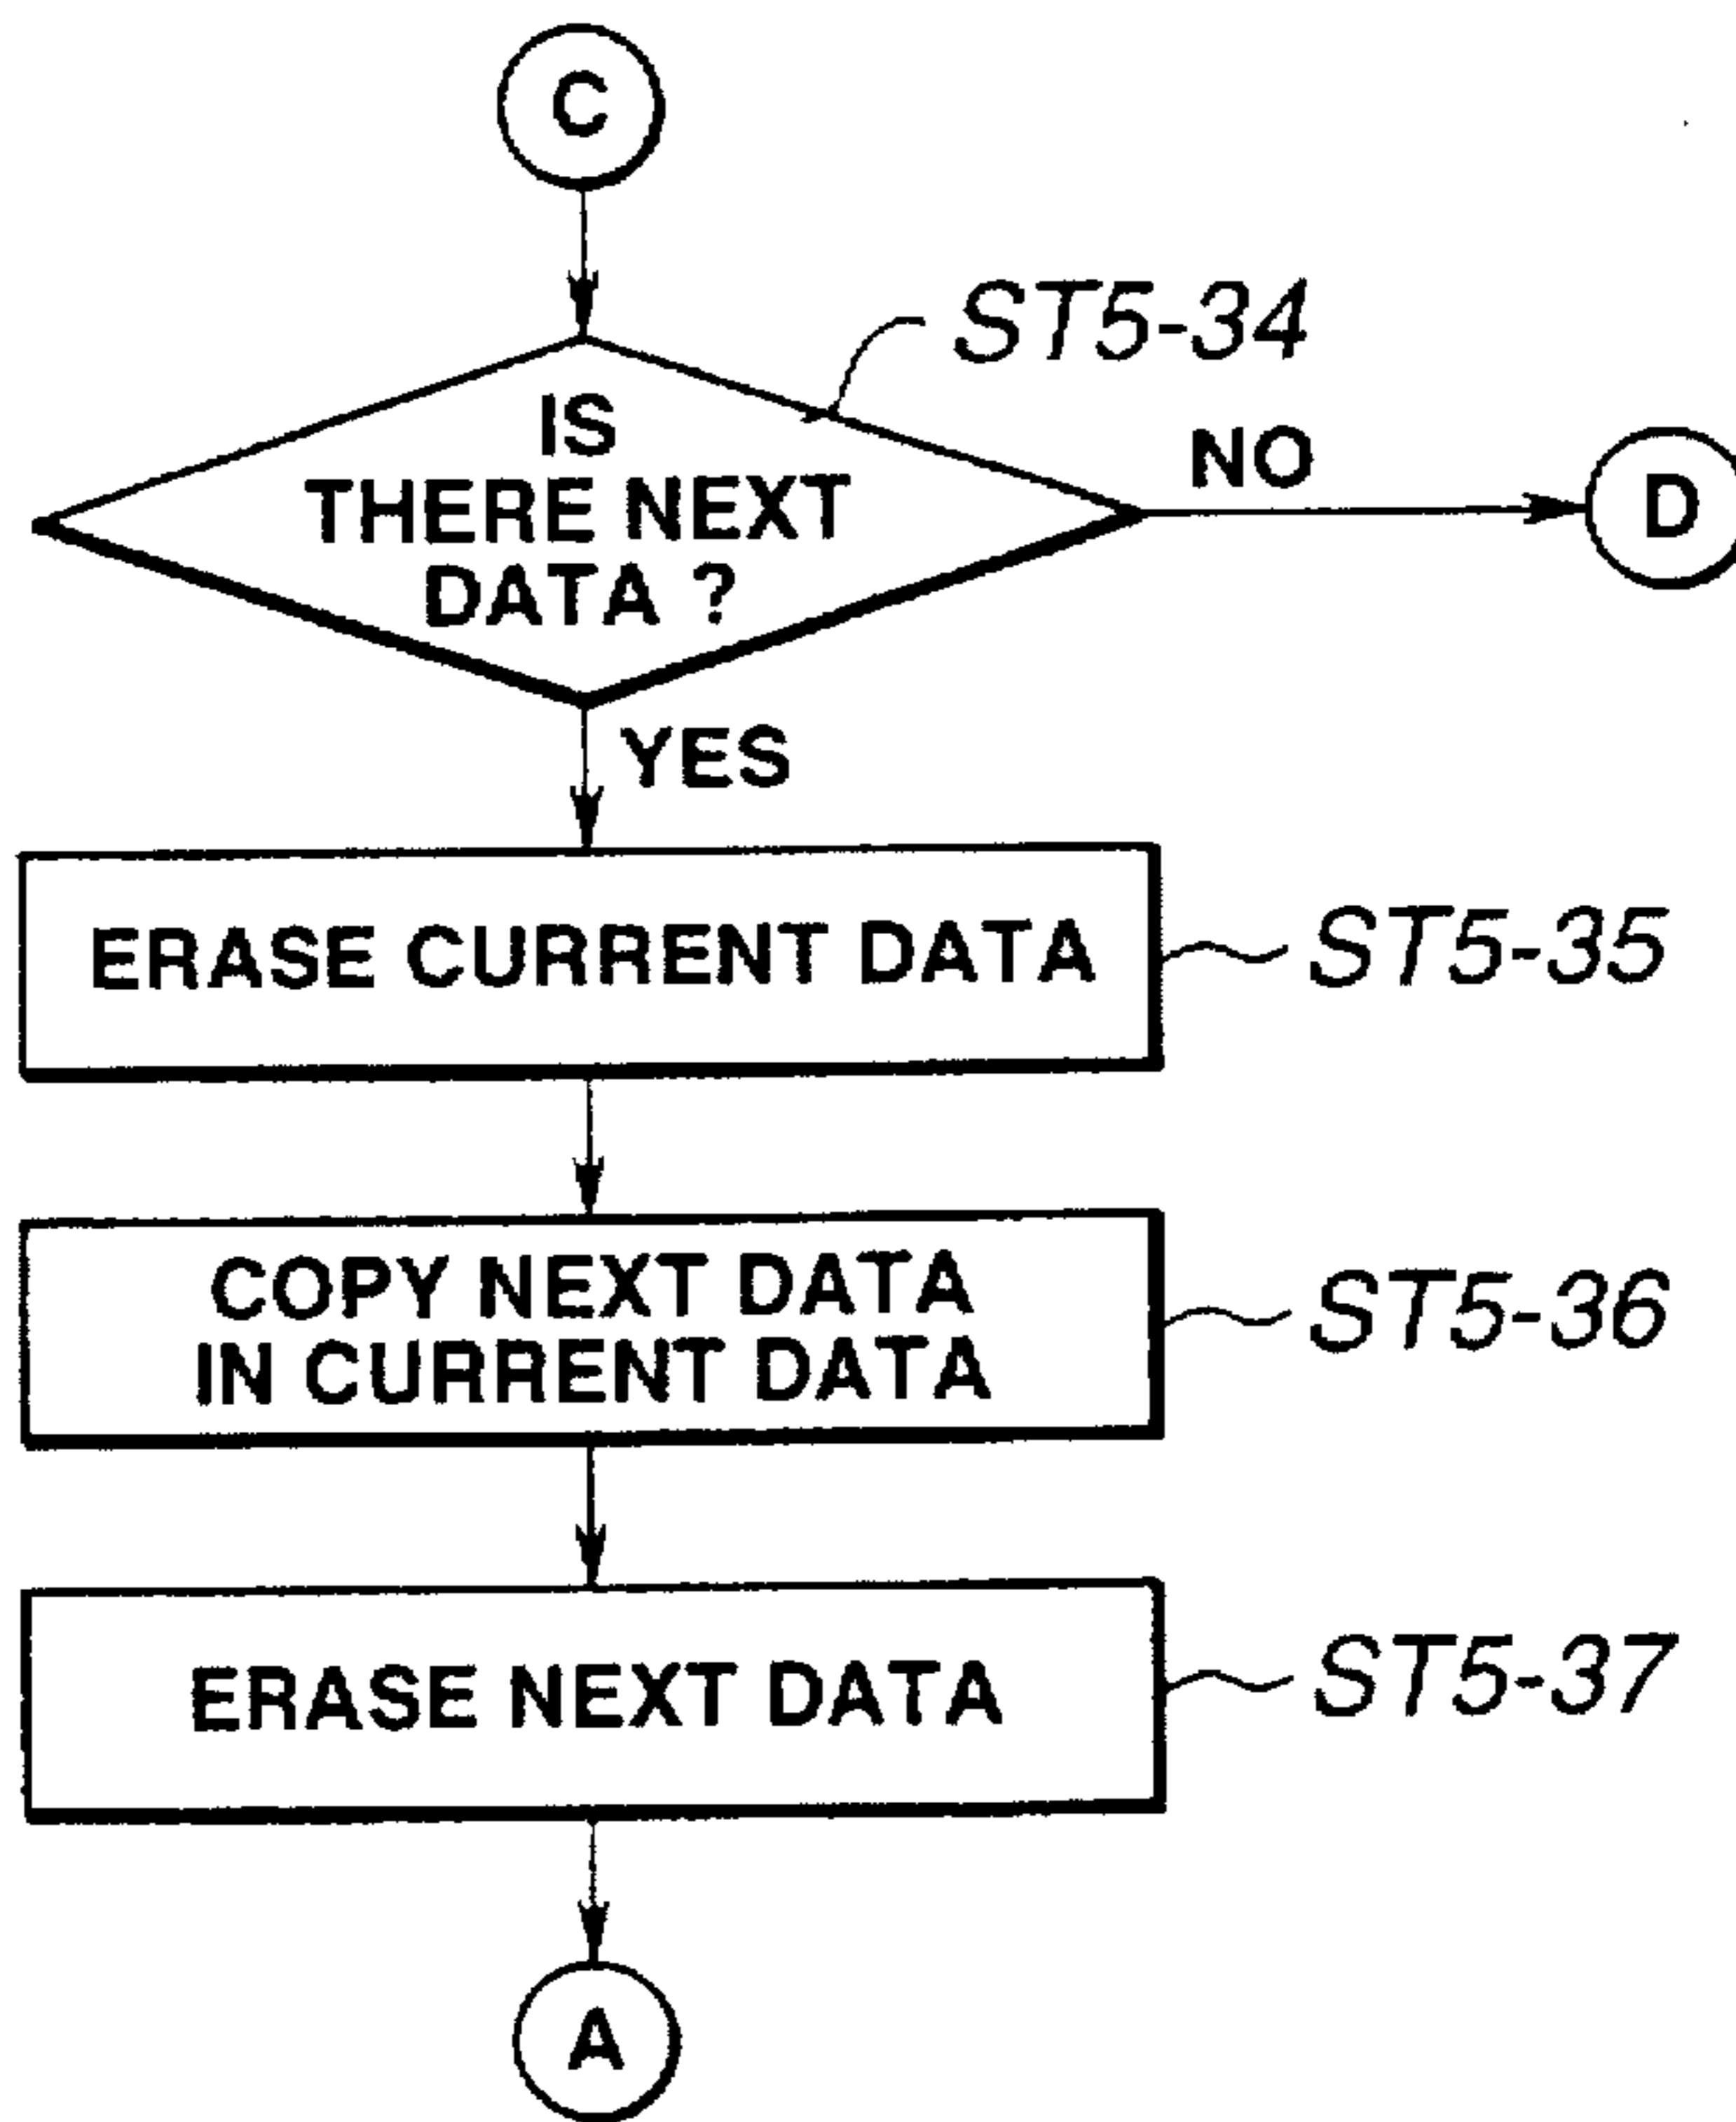 C
ST5-34
IS
THERE NEXT
DATA ?
NO
D
YES
ERASE CURRENT DATA
ST5-35
COPY NEXT DATA
IN CURRENT DATA
ST5-36
ERASE NEXT DATA
ST5-37
A